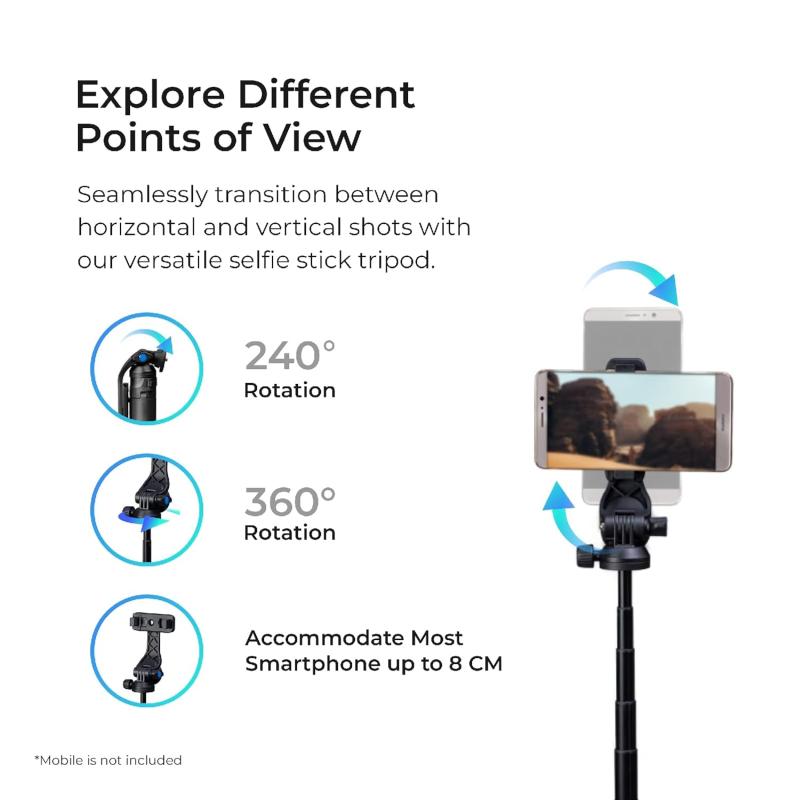 Explore Different
Points of View
Seamlessly transition between
horizontal and vertical shots with
our versatile selfie stick tripod.
240°
Rotation
360°
Rotation
Accommodate Most
Smartphone up to 8 CM
*Mobile is not included